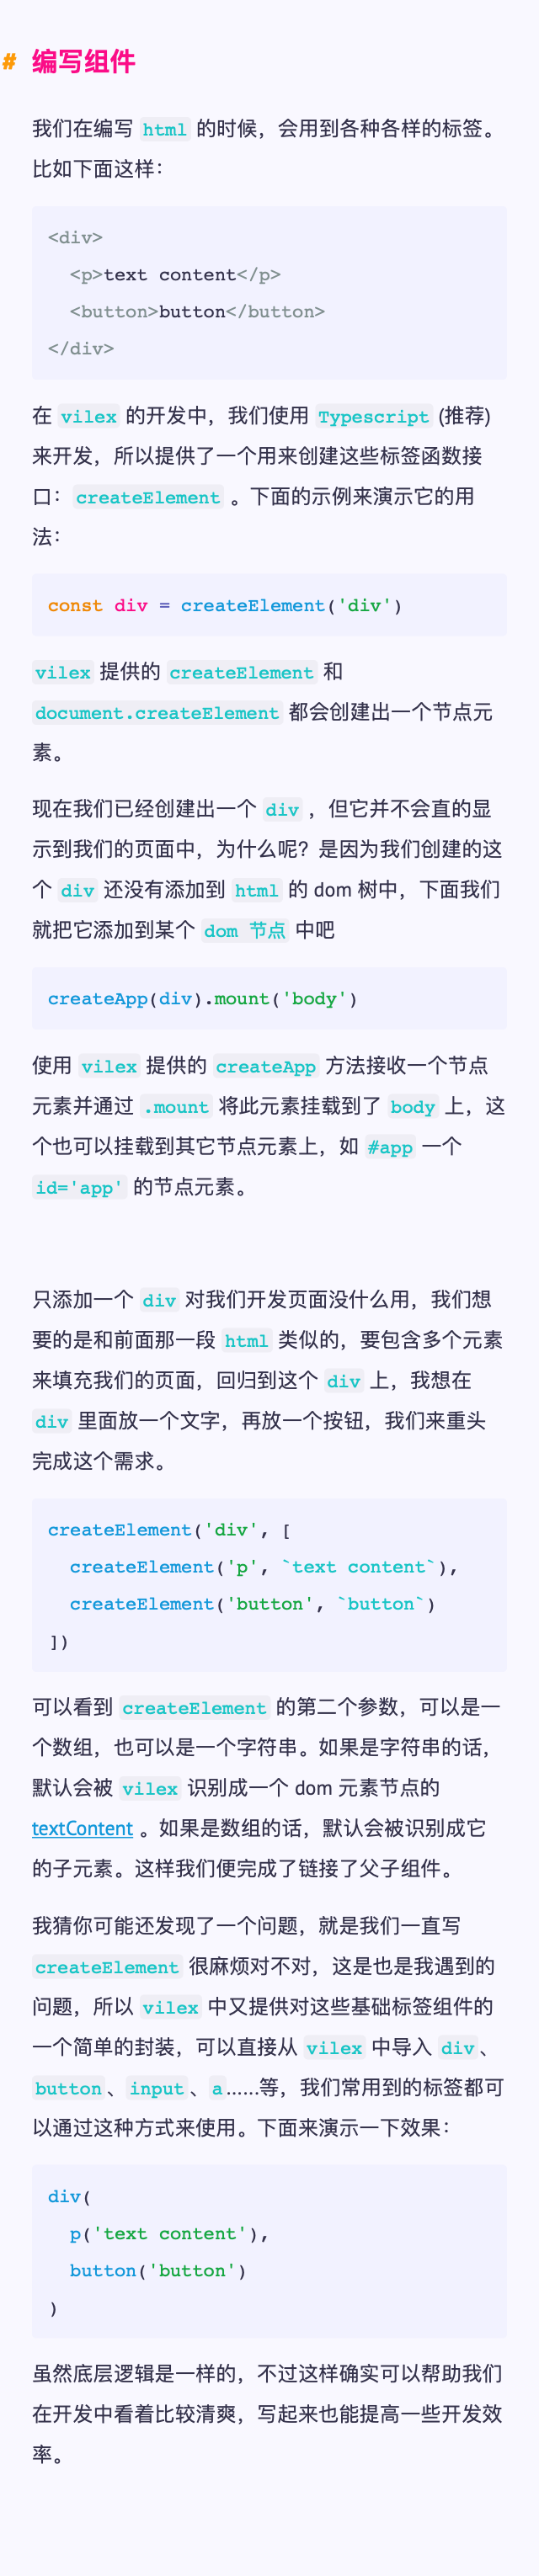 # 编写组件
我们在编写 html 的时候，会用到各种各样的标签。
比如下面这样：
<div>
  <p>text content</p>
  <button>button</button>
</div>
在 vilex 的开发中，我们使用 Typescript (推荐)
来开发，所以提供了一个用来创建这些标签函数接
口： createElement 。下面的示例来演示它的用
法：
const div = createElement('div')
vilex 提供的 createElement 和
document.createElement 都会创建出一个节点元
素。
现在我们已经创建出一个 div ，但它并不会直的显
示到我们的页面中，为什么呢？是因为我们创建的这
个 div 还没有添加到 html 的 dom 树中，下面我们
就把它添加到某个 dom 节点 中吧
createApp(div).mount('body')
使用 vilex 提供的 createApp 方法接收一个节点
元素并通过 .mount 将此元素挂载到了 body 上，这
个也可以挂载到其它节点元素上，如 #app 一个
id='app' 的节点元素。
只添加一个 div 对我们开发页面没什么用，我们想
要的是和前面那一段 html 类似的，要包含多个元素
来填充我们的页面，回归到这个 div 上，我想在
div 里面放一个文字，再放一个按钮，我们来重头
完成这个需求。
createElement('div', [
  createElement('p', `text content`),
  createElement('button', `button`)
])
可以看到 createElement 的第二个参数，可以是一
个数组，也可以是一个字符串。如果是字符串的话，
默认会被 vilex 识别成一个 dom 元素节点的
textContent 。如果是数组的话，默认会被识别成它
的子元素。这样我们便完成了链接了父子组件。
我猜你可能还发现了一个问题，就是我们一直写
createElement 很麻烦对不对，这是也是我遇到的
问题，所以 vilex 中又提供对这些基础标签组件的
一个简单的封装，可以直接从 vilex 中导入 div、
button、input、a......等，我们常用到的标签都可
以通过这种方式来使用。下面来演示一下效果：
div(
  p('text content'),
  button('button')
)
虽然底层逻辑是一样的，不过这样确实可以帮助我们
在开发中看着比较清爽，写起来也能提高一些开发效
率。